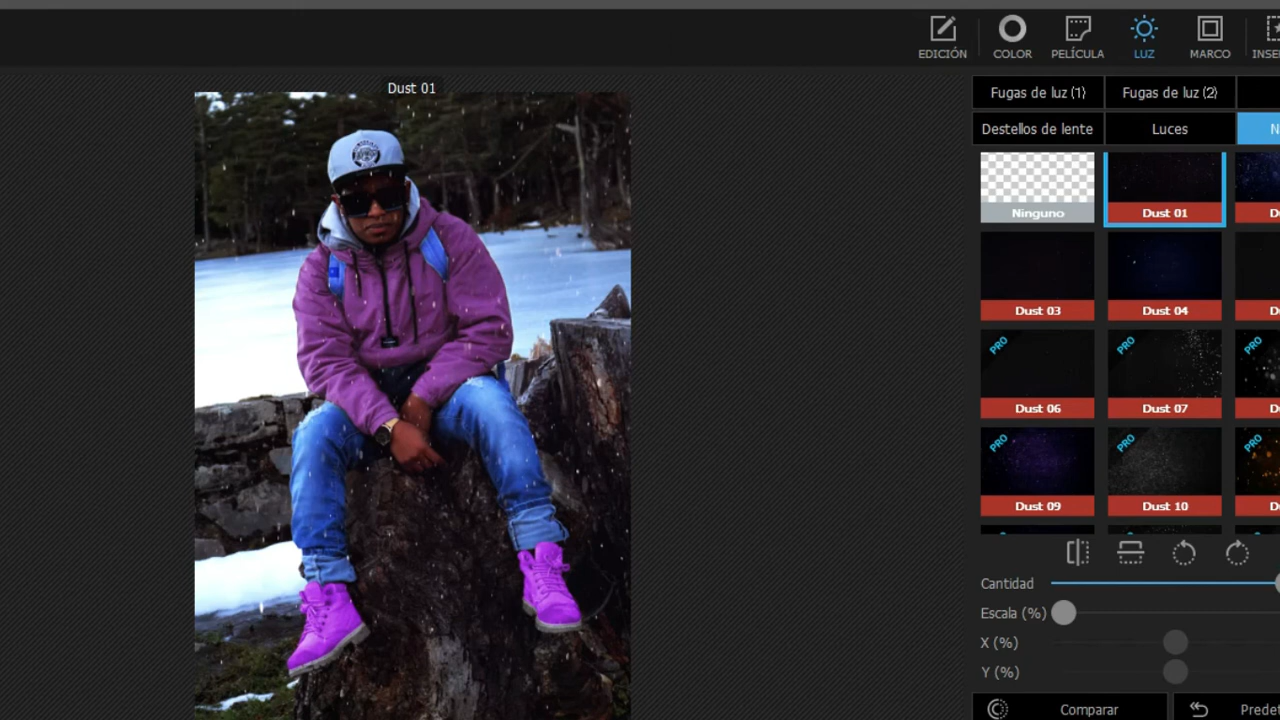 EDICIÓN COLOR PELÍCULA LUZ MARCO
Dust 01
Fugas de luz (1) Fugas de luz (2)
Destellos de lente Luces
Ninguno Dust 01
Dust 03 Dust 04
PRO PRO PRO
Dust 06 Dust 07
PRO PRO PRO
Dust 09 Dust 10
Cantidad
Escala (%)
X (%)
Y (%)
Comparar